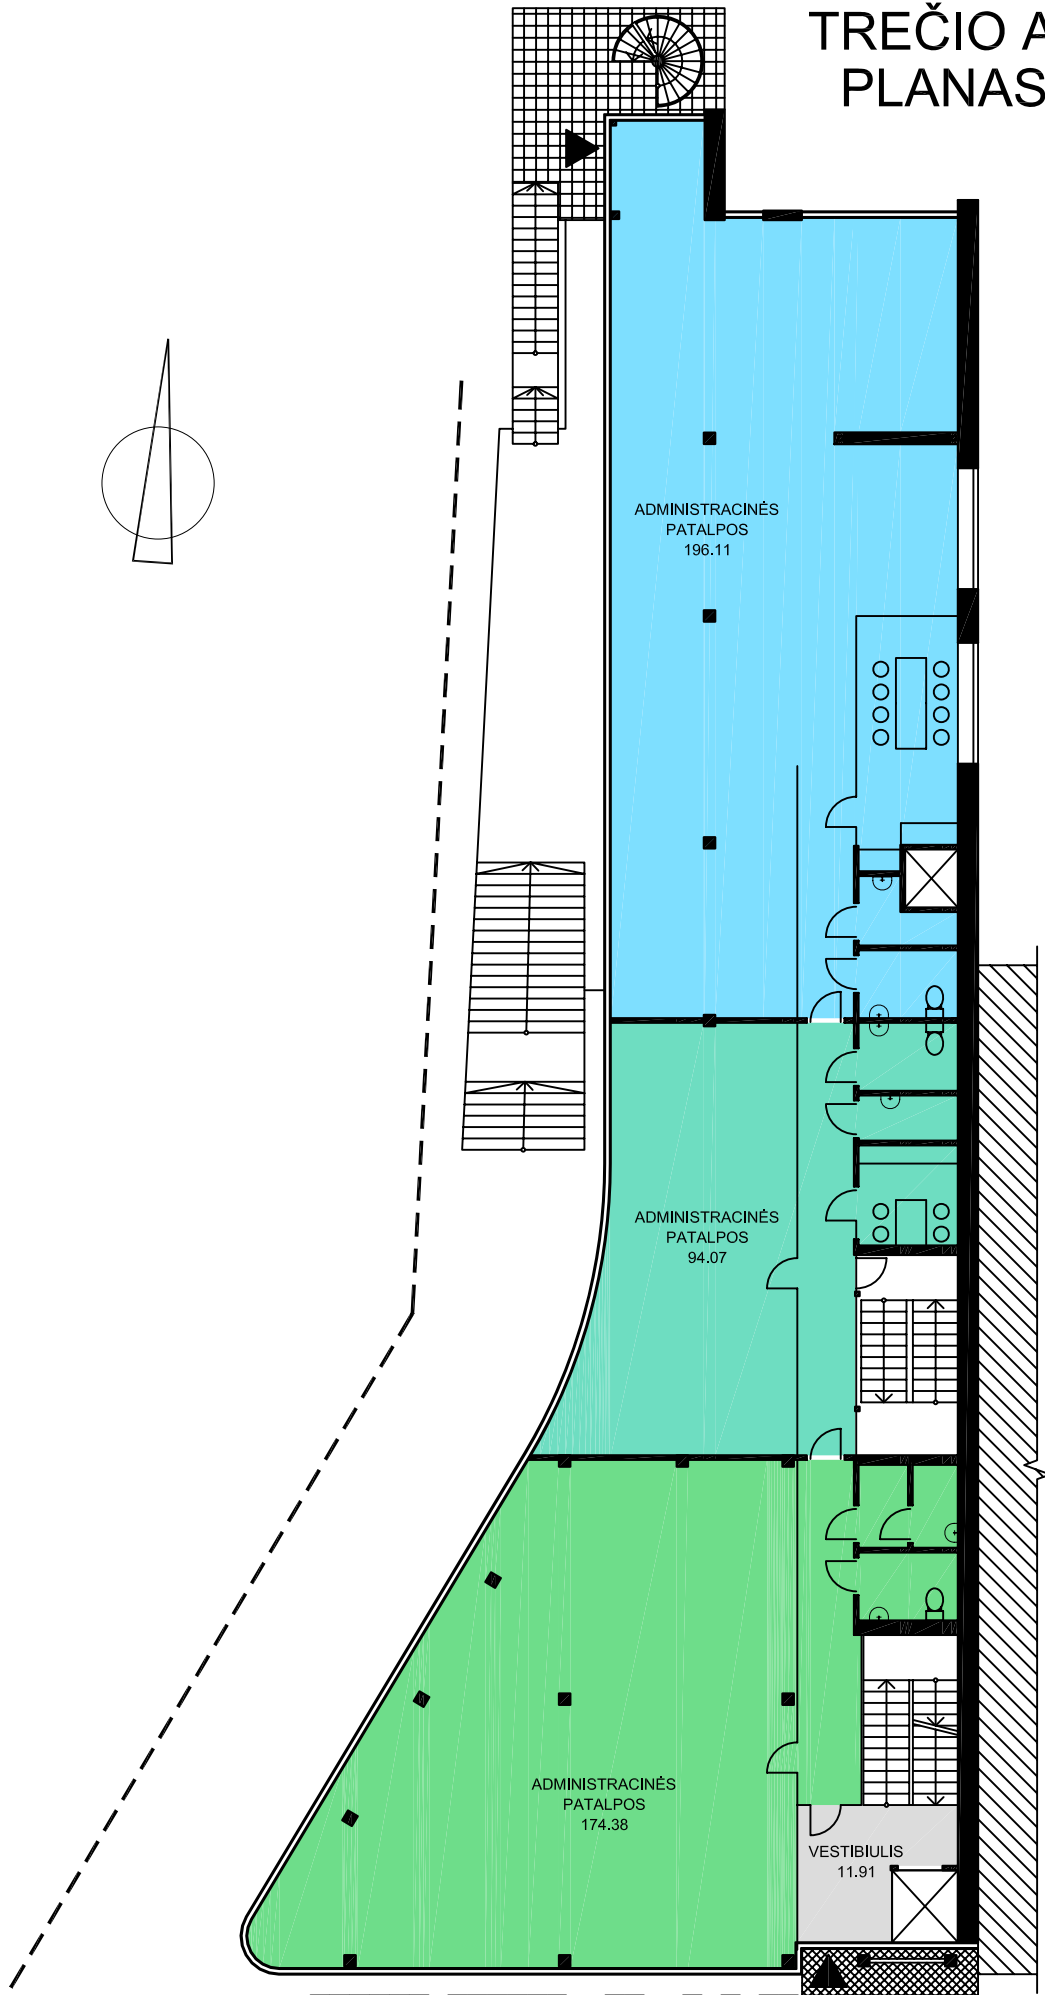 TREČIO A
PLANAS
ADMINISTRACINĖS
PATALPOS
196.11
ADMINISTRACINĖS
PATALPOS
94.07
ADMINISTRACINĖS
PATALPOS
174.38
VESTIBIULIS
11.91